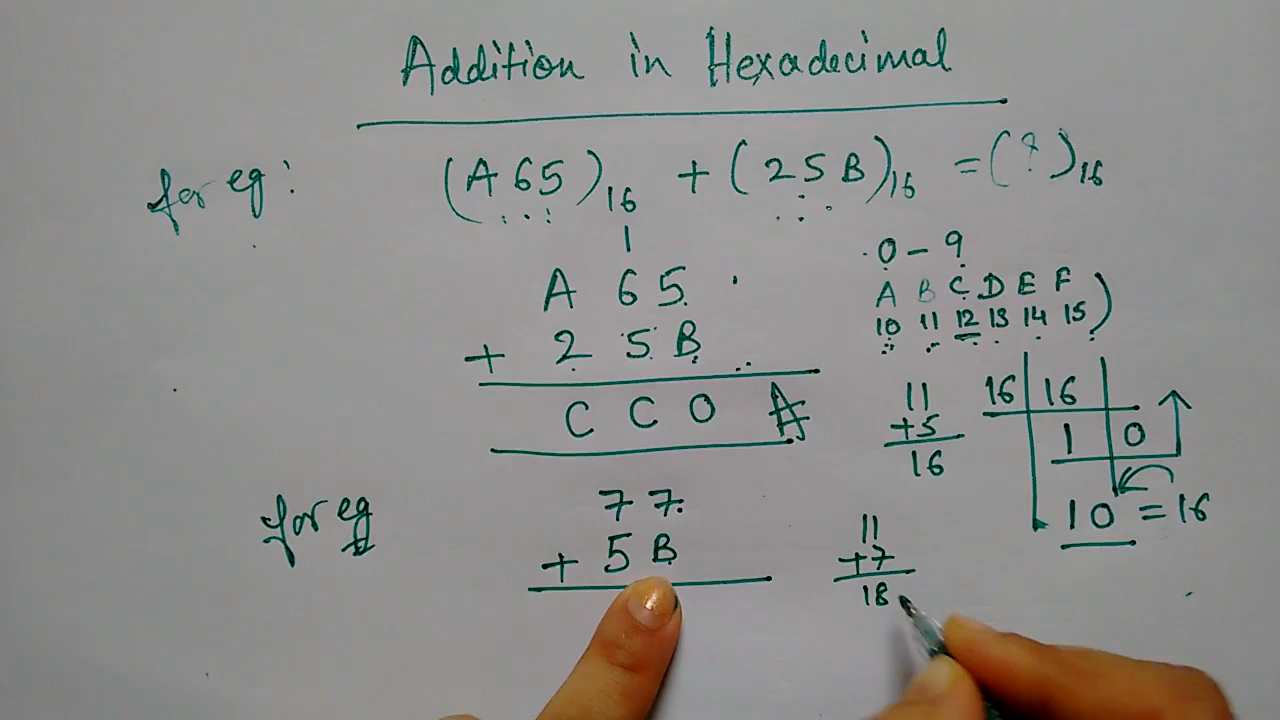 Addition in Hexadecimal
for eg: (A65)16 + (25B)16 = (?)16
1
A 6 5
+ 2 5 B
C C 0
0 - 9
A B C D E F
10 11 12 13 14 15)
11
+5
16
16 16
1 0
10 = 16
for eg
7 7
+ 5 B
11
+7
18